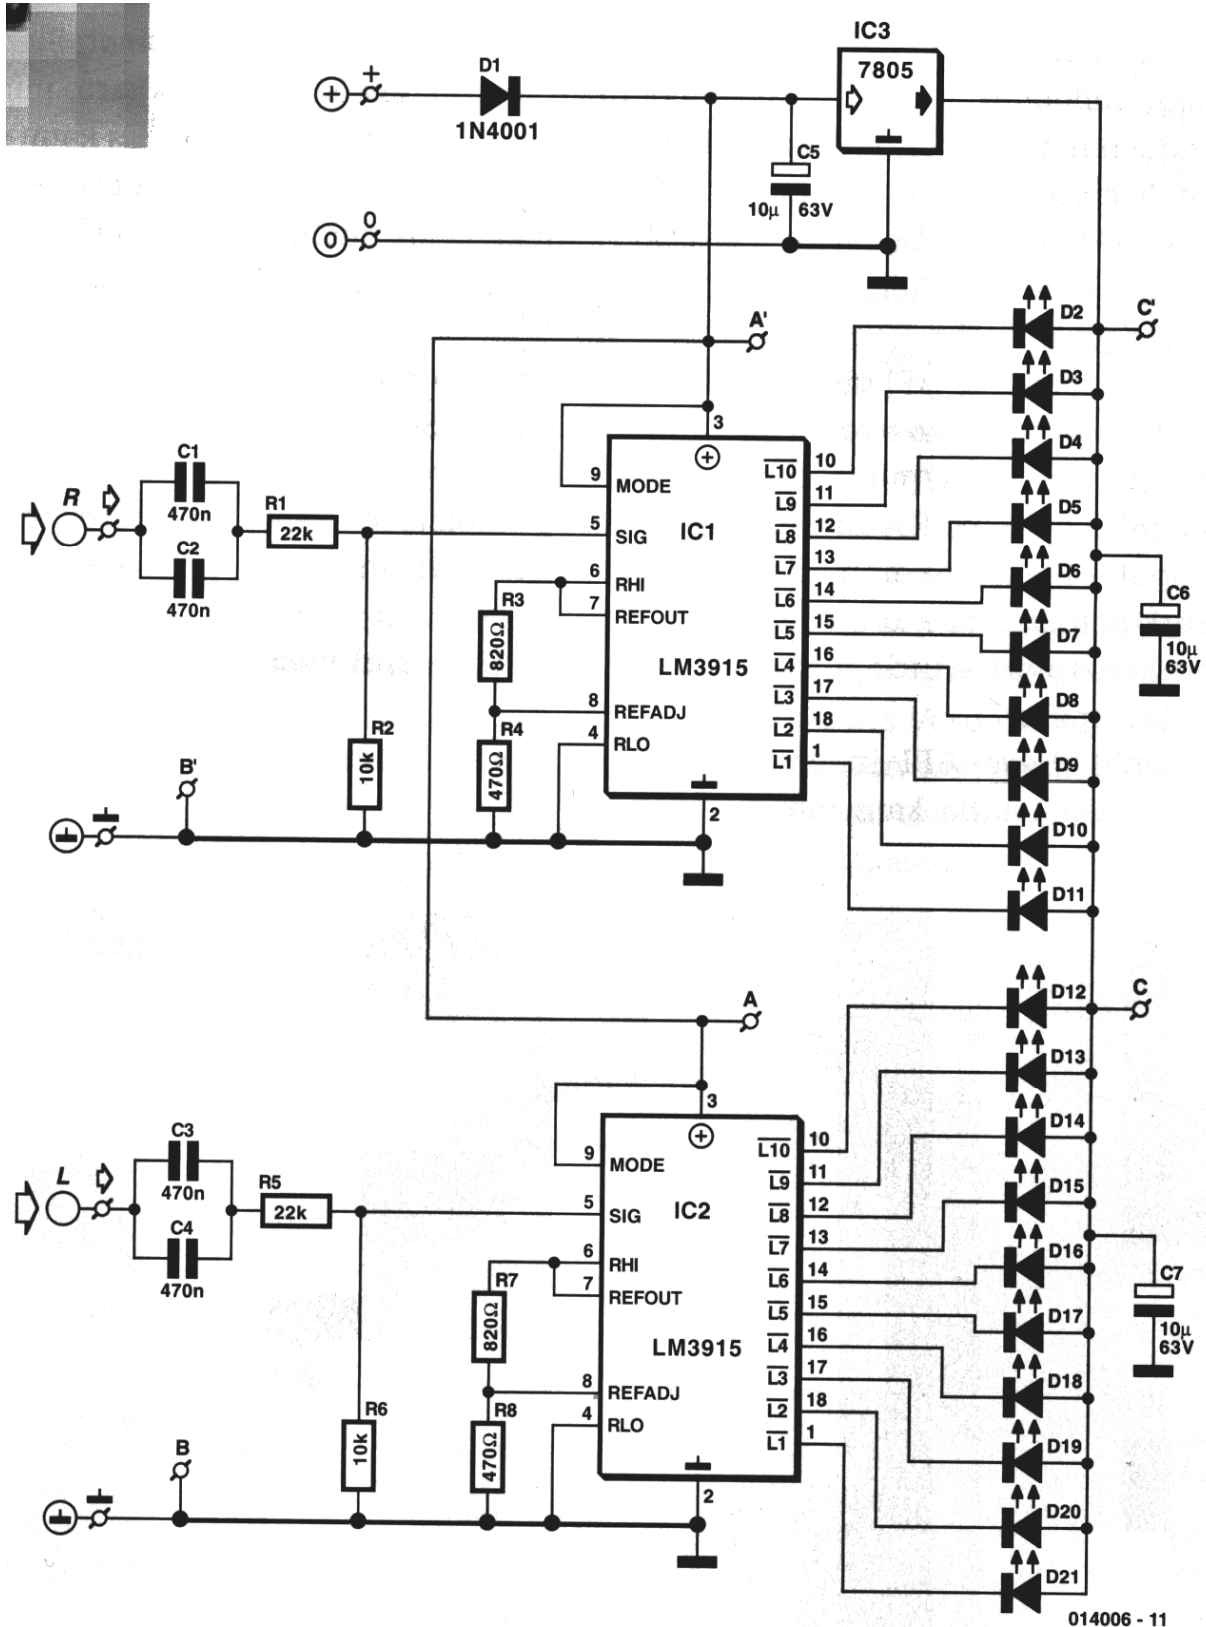 IC3
7805
D1
+
+
1N4001
C5
10µ 63V
0
0
A'
C'
D2
D3
D4
D5
D6
D7
D8
D9
D10
D11
C6
10µ
63V
3
9 MODE
5 SIG
6 RHI
7 REFOUT
8 REFADJ
4 RLO
IC1
LM3915
L10 10
L9 11
L8 12
L7 13
L6 14
L5 15
L4 16
L3 17
L2 18
L1 1
2
R
C1
470n
C2
470n
R1
22k
R2
10k
R3
820Ω
R4
470Ω
B'
A
C
D12
D13
D14
D15
D16
D17
D18
D19
D20
D21
C7
10µ
63V
3
9 MODE
5 SIG
6 RHI
7 REFOUT
8 REFADJ
4 RLO
IC2
LM3915
L10 10
L9 11
L8 12
L7 13
L6 14
L5 15
L4 16
L3 17
L2 18
L1 1
2
L
C3
470n
C4
470n
R5
22k
R6
10k
R7
820Ω
R8
470Ω
B
014006 - 11